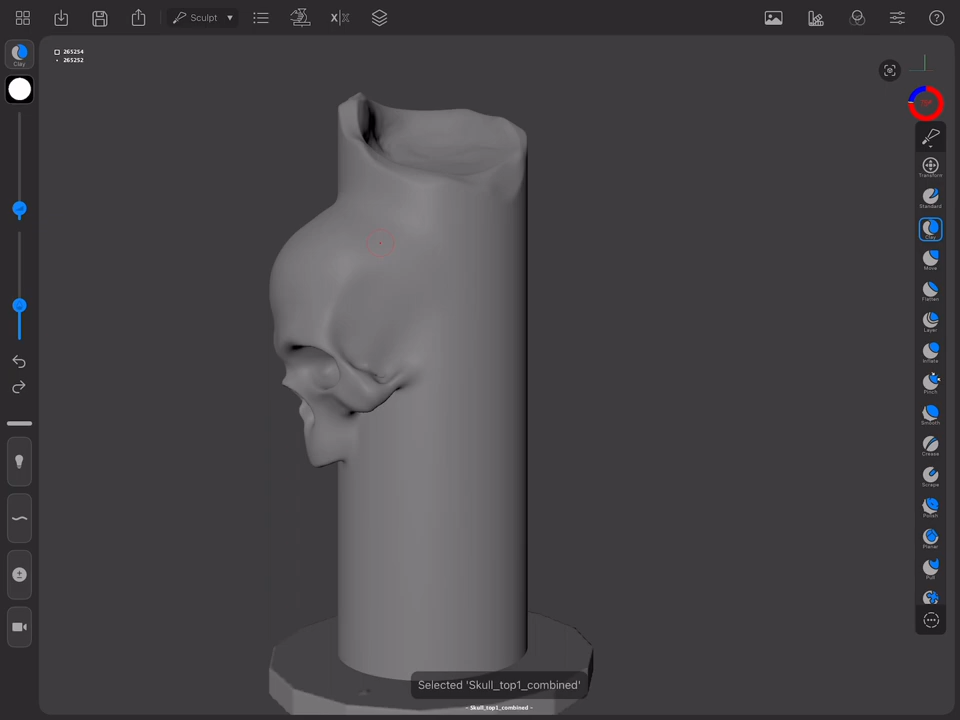 Sculpt
Clay
265254
265252
Transform
Standard
Clay
Move
Flatten
Layer
Inflate
Pinch
Smooth
Crease
Scrape
Polish
Planar
Pull
Selected 'Skull_top1_combined'
- Skull_top1_combined -